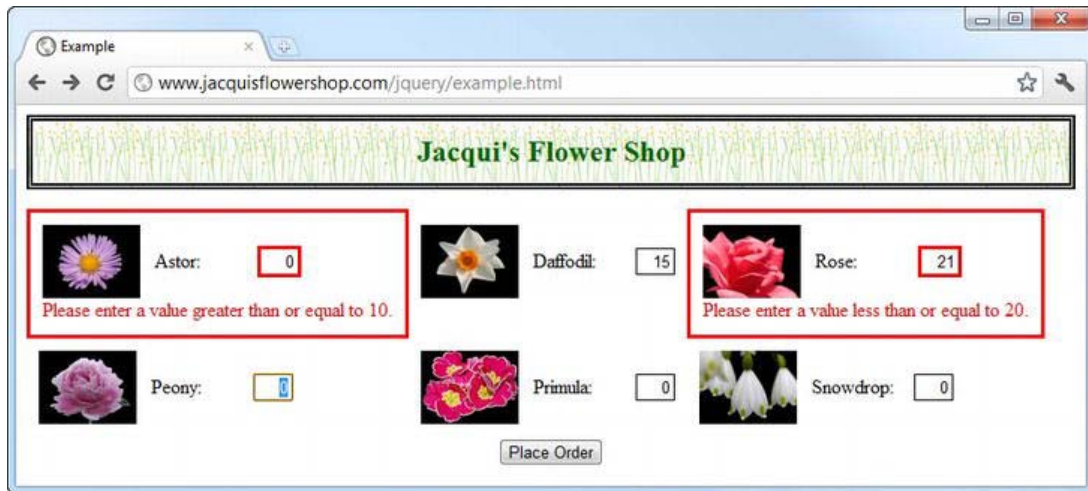 Example
www.jacquisflowershop.com/jquery/example.html
Jacqui's Flower Shop
Astor: 0
Please enter a value greater than or equal to 10.
Daffodil: 15
Rose: 21
Please enter a value less than or equal to 20.
Peony: 0
Primula: 0
Snowdrop: 0
Place Order